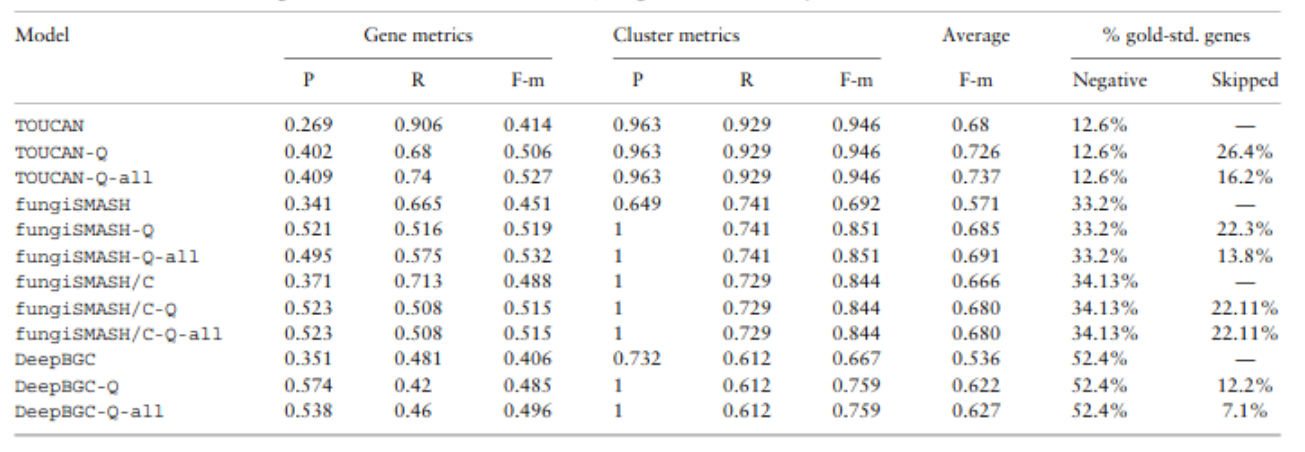 Model Gene metrics Cluster metrics Average % gold-std. genes
P R F-m P R F-m F-m Negative Skipped
TOUCAN 0.269 0.906 0.414 0.963 0.929 0.946 0.68 12.6% —
TOUCAN-Q 0.402 0.68 0.506 0.963 0.929 0.946 0.726 12.6% 26.4%
TOUCAN-Q-all 0.409 0.74 0.527 0.963 0.929 0.946 0.737 12.6% 16.2%
fungiSMASH 0.341 0.665 0.451 0.649 0.741 0.692 0.571 33.2% —
fungiSMASH-Q 0.521 0.516 0.519 1 0.741 0.851 0.685 33.2% 22.3%
fungiSMASH-Q-all 0.495 0.575 0.532 1 0.741 0.851 0.691 33.2% 13.8%
fungiSMASH/C 0.371 0.713 0.488 1 0.729 0.844 0.666 34.13% —
fungiSMASH/C-Q 0.523 0.508 0.515 1 0.729 0.844 0.680 34.13% 22.11%
fungiSMASH/C-Q-all 0.523 0.508 0.515 1 0.729 0.844 0.680 34.13% 22.11%
DeepBGC 0.351 0.481 0.406 0.732 0.612 0.667 0.536 52.4% —
DeepBGC-Q 0.574 0.42 0.485 1 0.612 0.759 0.622 52.4% 12.2%
DeepBGC-Q-all 0.538 0.46 0.496 1 0.612 0.759 0.627 52.4% 7.1%